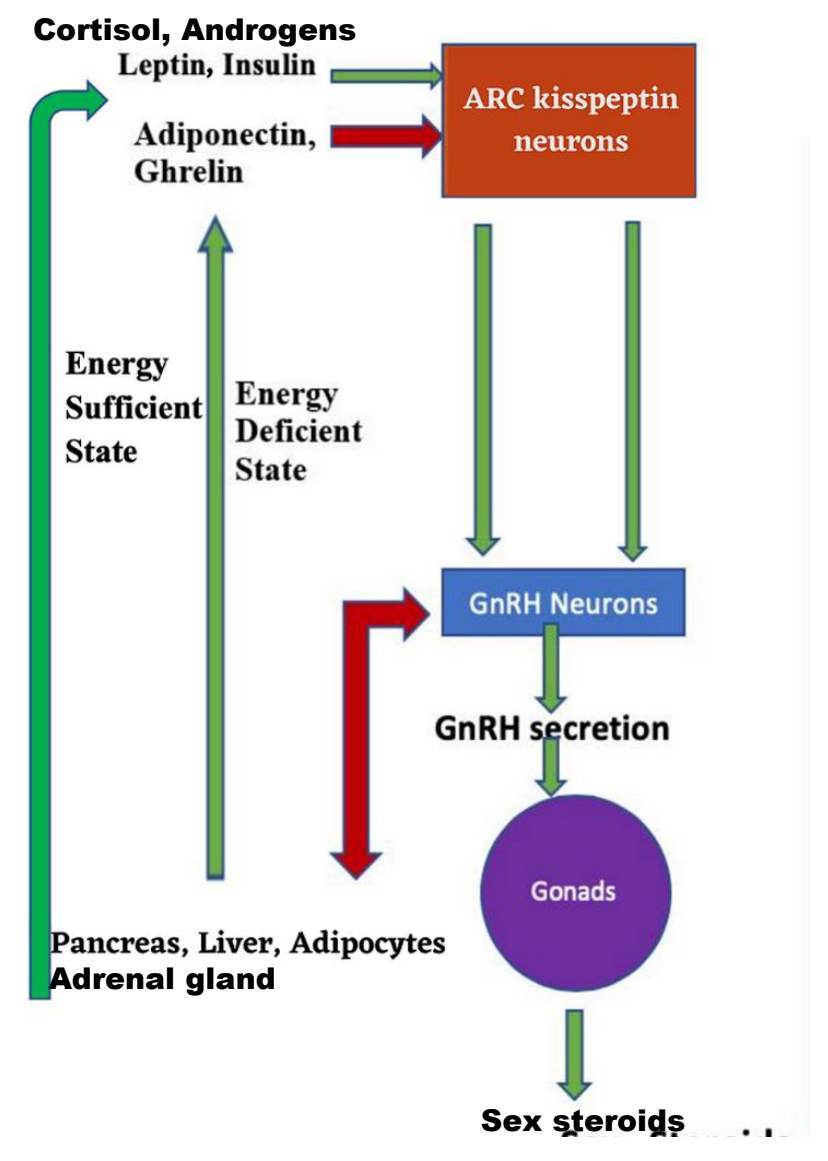 Cortisol, Androgens
Leptin, Insulin
ARC kisspeptin
neurons
Adiponectin,
Ghrelin
Energy
Sufficient
State
Energy
Deficient
State
GnRH Neurons
GnRH secretion
Gonads
Pancreas, Liver, Adipocytes
Adrenal gland
Sex steroids